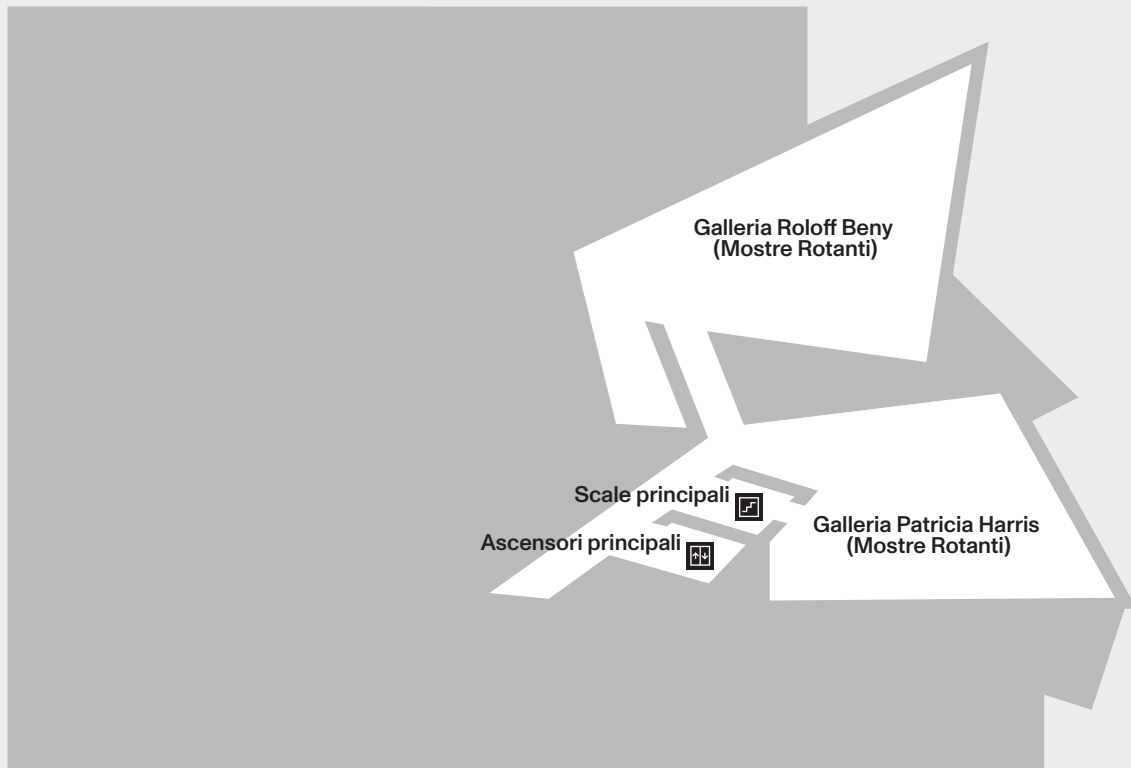 Galleria Roloff Beny
(Mostre Rotanti)
Scale principali
Ascensori principali
Galleria Patricia Harris
(Mostre Rotanti)